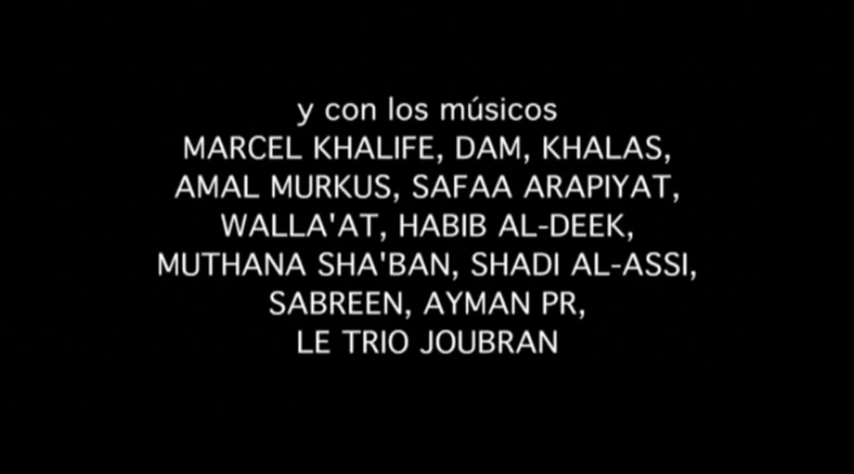 y con los músicos
MARCEL KHALIFE, DAM, KHALAS,
AMAL MURKUS, SAFAA ARAPIYAT,
WALLA'AT, HABIB AL-DEEK,
MUTHANA SHA'BAN, SHADI AL-ASSI,
SABREEN, AYMAN PR,
LE TRIO JOUBRAN